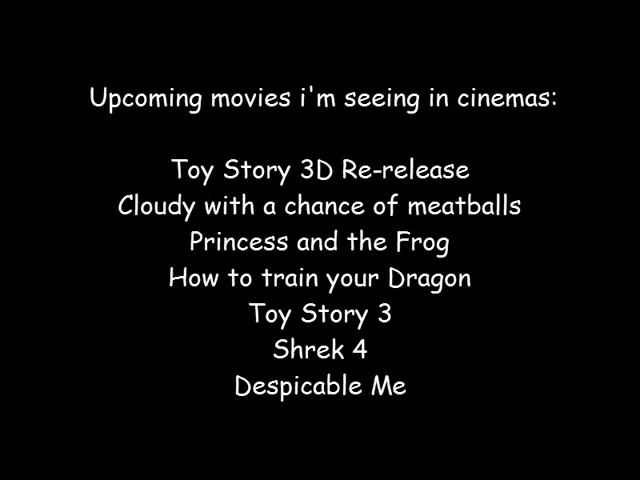 Upcoming movies i'm seeing in cinemas:
Toy Story 3D Re-release
Cloudy with a chance of meatballs
Princess and the Frog
How to train your Dragon
Toy Story 3
Shrek 4
Despicable Me